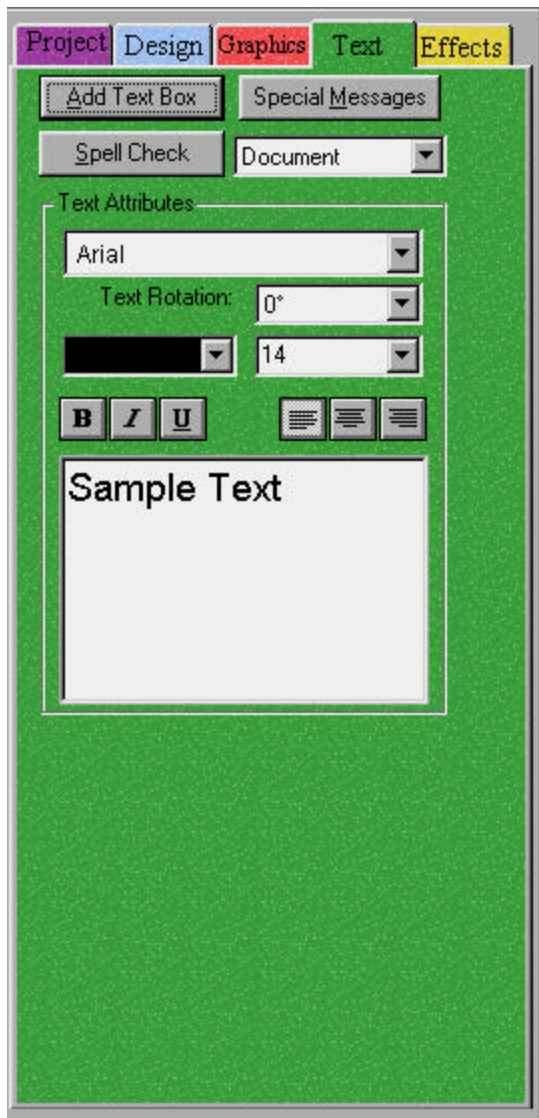 Project Design Graphics Text Effects
Add Text Box Special Messages
Spell Check Document
Text Attributes
Arial
Text Rotation: 0°
14
B I U
Sample Text